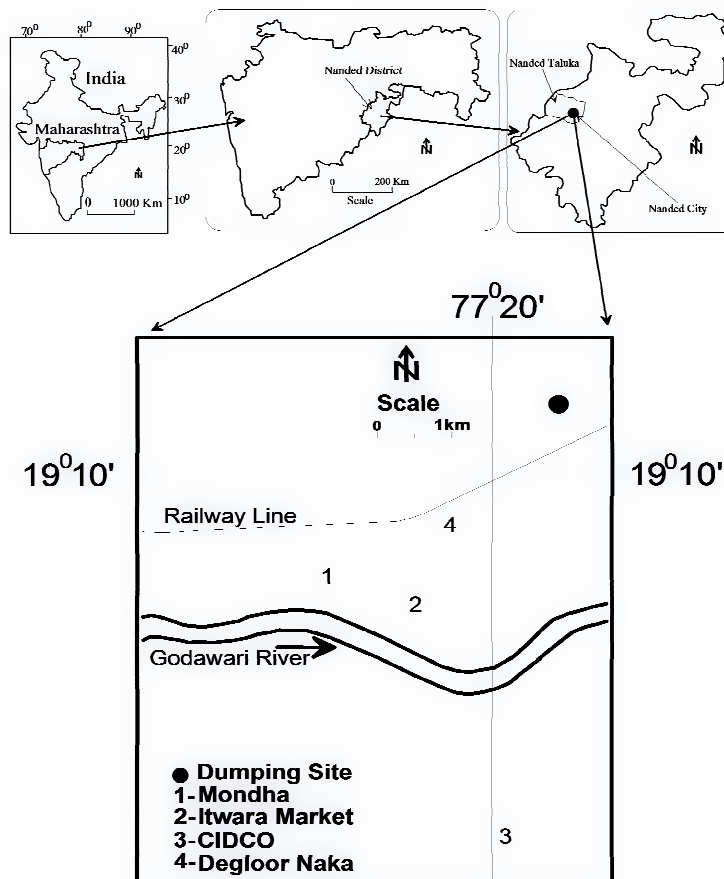 70⁰ 80⁰ 90⁰
40⁰
30⁰
20⁰
10⁰
India
Maharashtra
N
0 1000 Km
Nanded District
N
0 200 Km
Scale
Nanded Taluka
N
Nanded City
77⁰20'
N
Scale
0 1km
19⁰10' 19⁰10'
Railway Line
4
1
2
Godawari River
Dumping Site
1-Mondha
2-Itwara Market
3-CIDCO
4-Degloor Naka
3